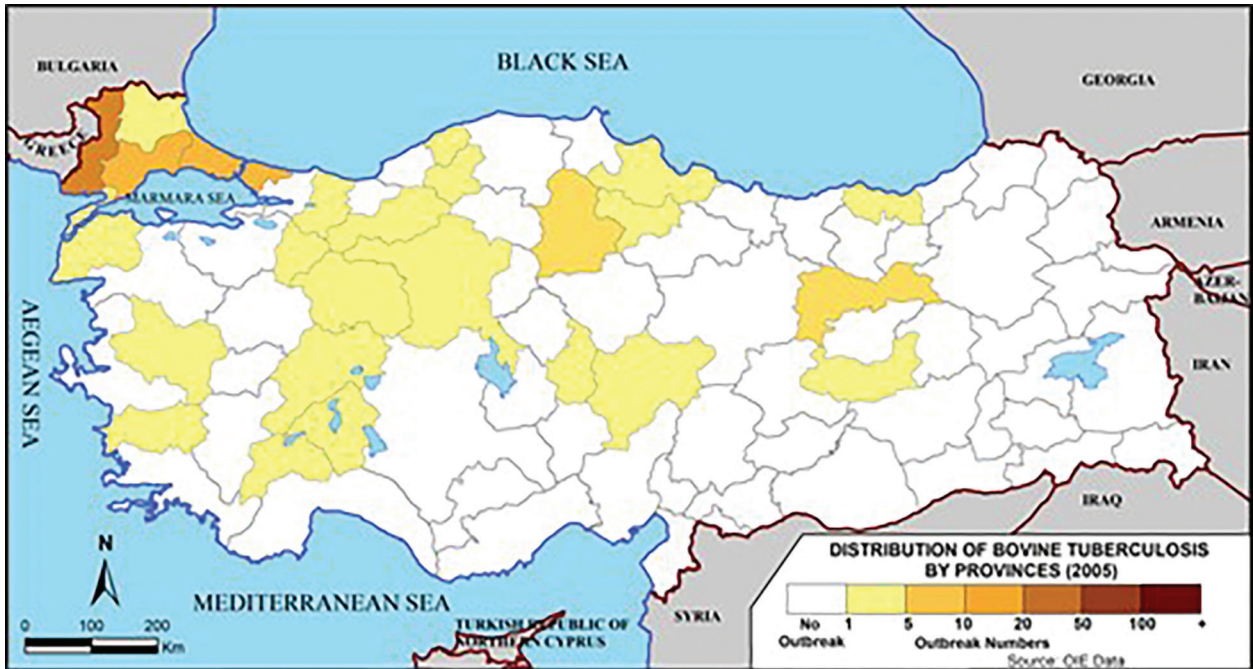 BULGARIA
BLACK SEA
GEORGIA
GREECE
MARMARA SEA
ARMENIA
AZER-
BAIJAN
AEGEAN SEA
IRAN
IRAQ
N
MEDITERRANEAN SEA
SYRIA
TURKISH REPUBLIC OF
NORTHERN CYPRUS
0 100 200
Km
DISTRIBUTION OF BOVINE TUBERCULOSIS
BY PROVINCES (2005)
No 1 5 10 20 50 100 +
Outbreak Outbreak Numbers
Source: OIE Data